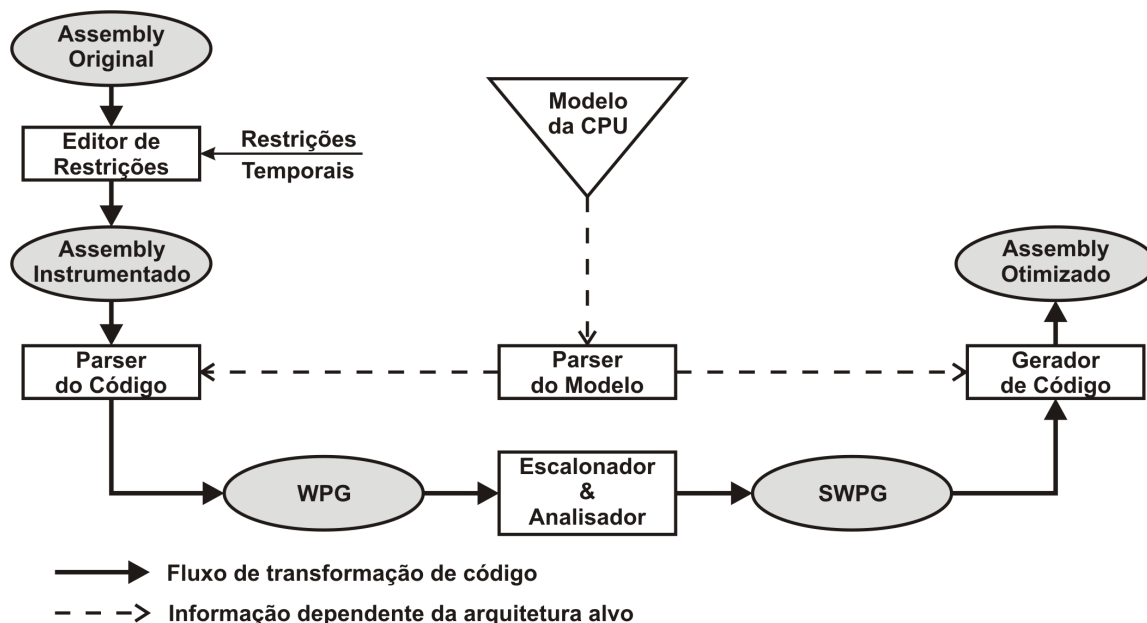 Assembly
Original
Editor de
Restrições
Restrições
Temporais
Modelo
da CPU
Assembly
Instrumentado
Assembly
Otimizado
Parser
do Código
Parser
do Modelo
Gerador
de Código
WPG
Escalonador
&
Analisador
SWPG
Fluxo de transformação de código
Informação dependente da arquitetura alvo